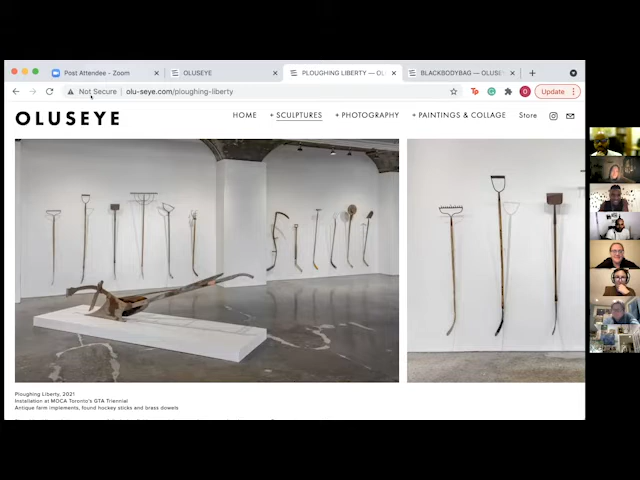 Post Attendee - Zoom
OLUSEYE
PLOUGHING LIBERTY — OL
BLACKBODYBAG — OLUSE
Not Secure | olu-seye.com/ploughing-liberty
Update
OLUSEYE
HOME + SCULPTURES + PHOTOGRAPHY + PAINTINGS & COLLAGE Store
Ploughing Liberty, 2021
Installation at MOCA Toronto's GTA Triennial
Antique farm implements, found hockey sticks and brass dowels